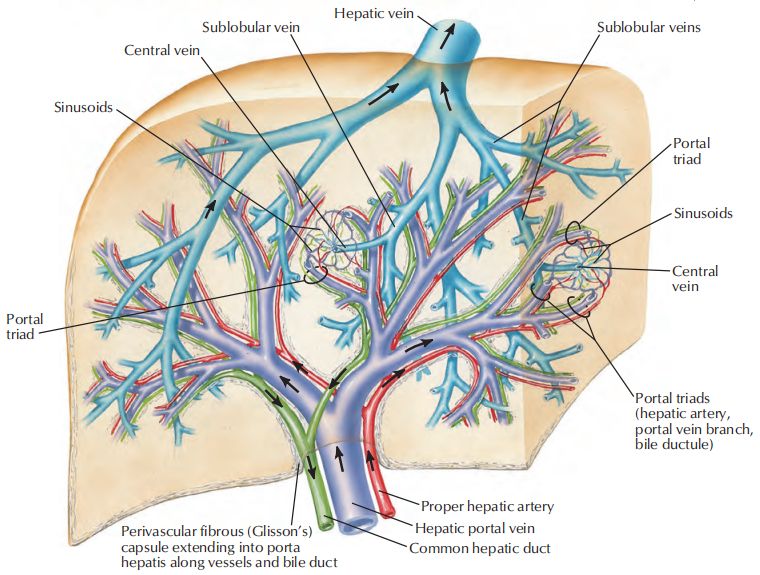 Hepatic vein
Sublobular vein
Sublobular veins
Central vein
Sinusoids
Portal
triad
Sinusoids
Central
vein
Portal
triad
Portal triads
(hepatic artery,
portal vein branch,
bile ductule)
Proper hepatic artery
Hepatic portal vein
Common hepatic duct
Perivascular fibrous (Glisson's)
capsule extending into porta
hepatis along vessels and bile duct